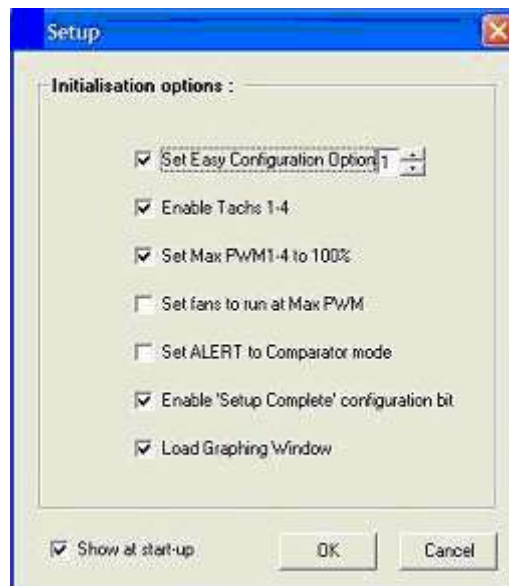 Setup
Initialisation options :
Set Easy Configuration Option 1
Enable Tachs 1-4
Set Max PWM1-4 to 100%
Set fans to run at Max PWM
Set ALERT to Comparator mode
Enable 'Setup Complete' configuration bit
Load Graphing Window
Show at start-up
OK
Cancel